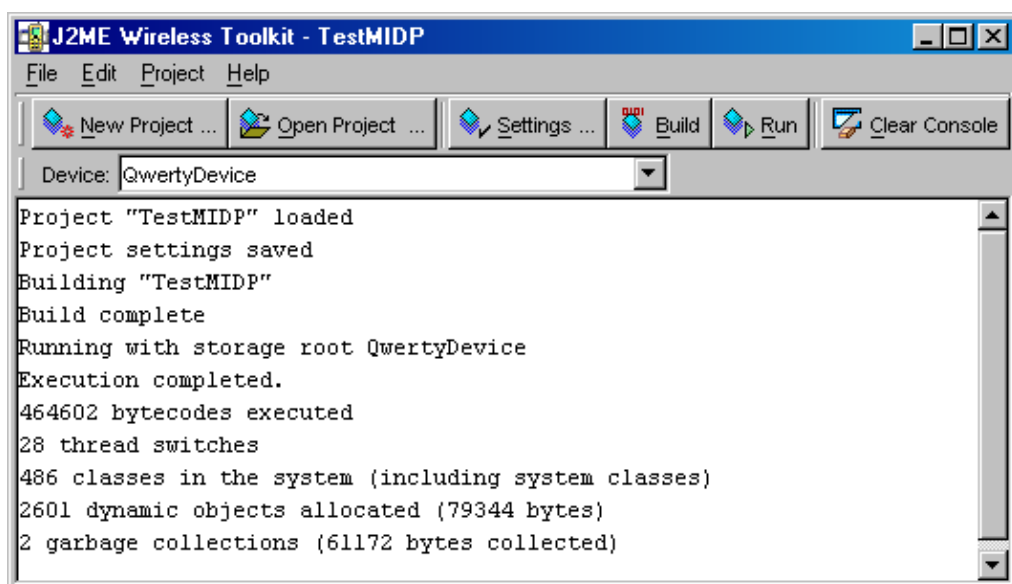 J2ME Wireless Toolkit - TestMIDP
File Edit Project Help
New Project ... Open Project ... Settings ... Build Run Clear Console
Device: QwertyDevice
Project "TestMIDP" loaded
Project settings saved
Building "TestMIDP"
Build complete
Running with storage root QwertyDevice
Execution completed.
464602 bytecodes executed
28 thread switches
486 classes in the system (including system classes)
2601 dynamic objects allocated (79344 bytes)
2 garbage collections (61172 bytes collected)